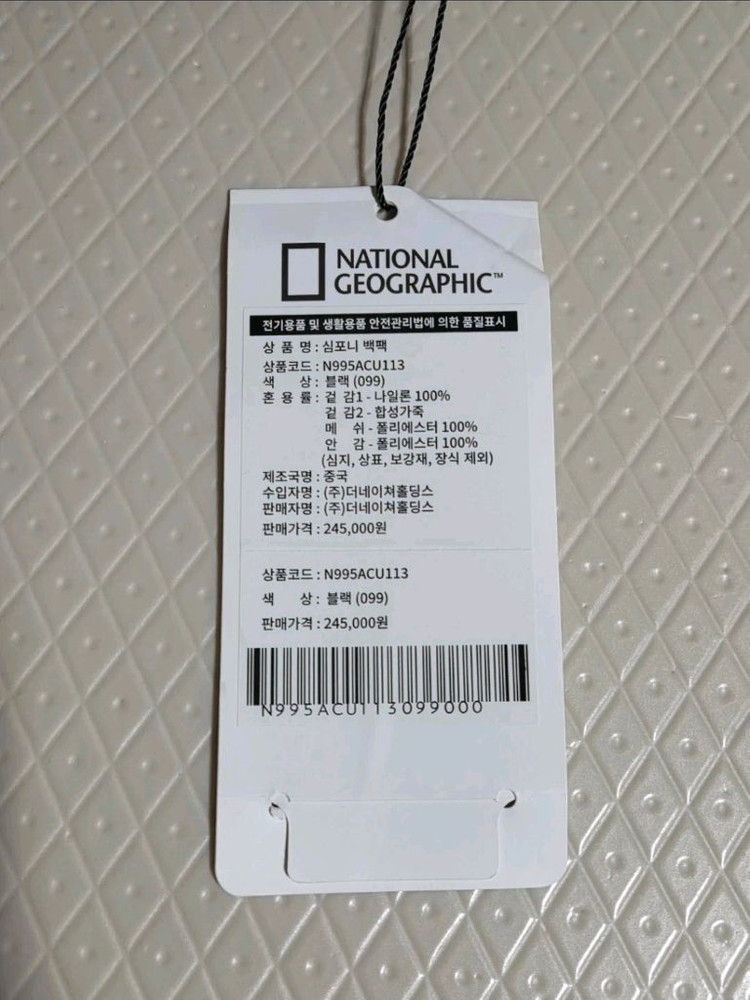 NATIONAL
GEOGRAPHIC™
전기용품 및 생활용품 안전관리법에 의한 품질표시
상 품 명 : 심포니 백팩
상품코드 : N995ACU113
색 상 : 블랙 (099)
혼 용 률 : 겉 감1 - 나일론 100%
겉 감2 - 합성가죽
메 쉬 - 폴리에스터 100%
안 감 - 폴리에스터 100%
(심지, 상표, 보강재, 장식 제외)
제조국명 : 중국
수입자명 : (주)더네이쳐홀딩스
판매자명 : (주)더네이쳐홀딩스
판매가격 : 245,000원
상품코드 : N995ACU113
색 상 : 블랙 (099)
판매가격 : 245,000원
N995ACU113099000